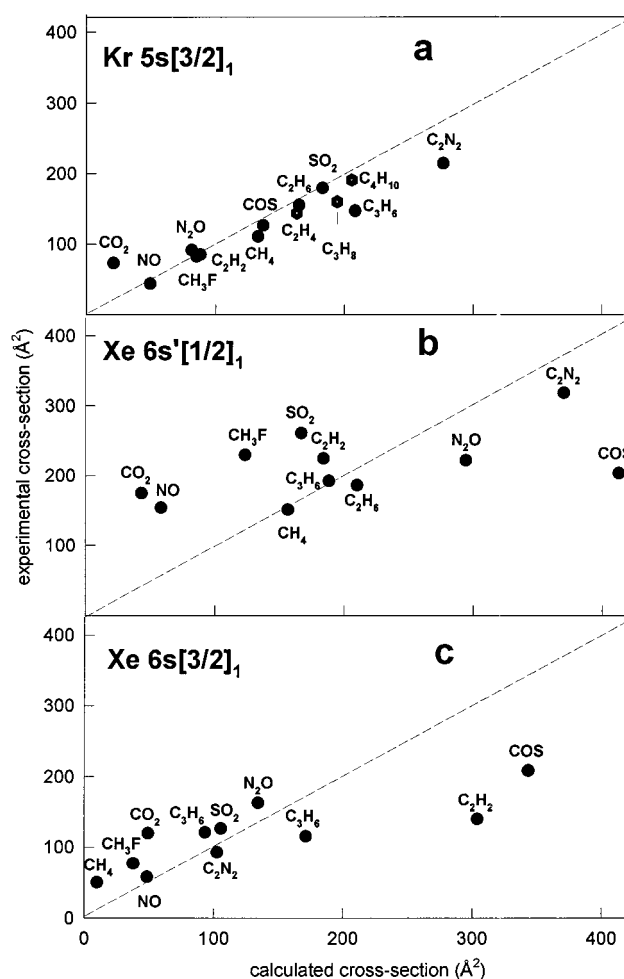 400
Kr 5s[3/2]₁
a
300
C₂N₂
200
SO₂
C₂H₆
C₄H₁₀
COS
C₃H₆
N₂O
C₂H₄
100
CO₂
NO
C₃H₈
CH₄
C₂H₂
CH₃F
400
Xe 6s'[1/2]₁
b
C₂N₂
300
SO₂
CH₃F
C₂H₂
N₂O
200
CO₂
NO
C₃H₆
C₂H₆
COS
100
CH₄
experimental cross-section (Å²)
400
Xe 6s[3/2]₁
c
300
COS
200
N₂O
C₂H₂
CO₂
C₃H₆
SO₂
C₃H₆
100
CH₃F
CH₄
C₂N₂
NO
0
0 100 200 300 400
calculated cross-section (Å²)